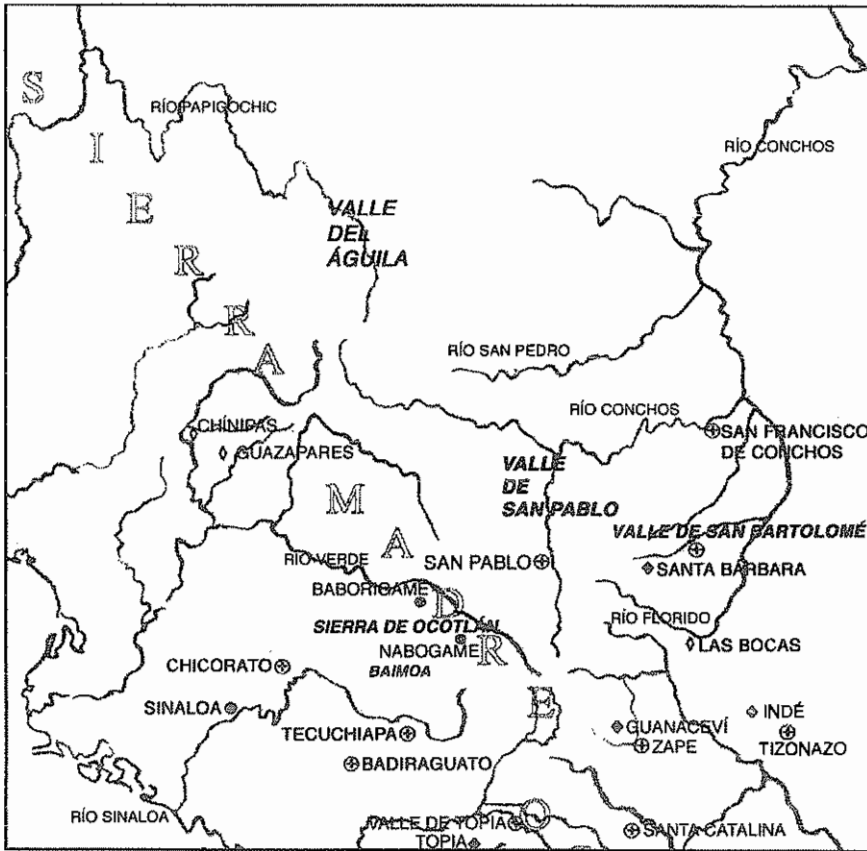 S
I
E
R
R
A
RÍO PAPIGOCHIC
RÍO CONCHOS
VALLE
DEL
ÁGUILA
RÍO SAN PEDRO
RÍO CONCHOS
SAN FRANCISCO
DE CONCHOS
CHÍNIPAS
GUAZAPARES
VALLE
DE
SAN PABLO
M
A
D
R
E
O
VALLE DE SAN BARTOLOMÉ
RÍO VERDE
SAN PABLO
SANTA BÁRBARA
BABORIGAME
RÍO FLORIDO
SIERRA DE OCOTLÁN
NABOGAME
LAS BOCAS
BAIMOA
CHICORATO
SINALOA
INDÉ
GUANACEVÍ
TECUCHIAPA
ZAPE
TIZONAZO
BADIRAGUATO
RÍO SINALOA
VALLE DE TOPIA
SANTA CATALINA
TOPIA